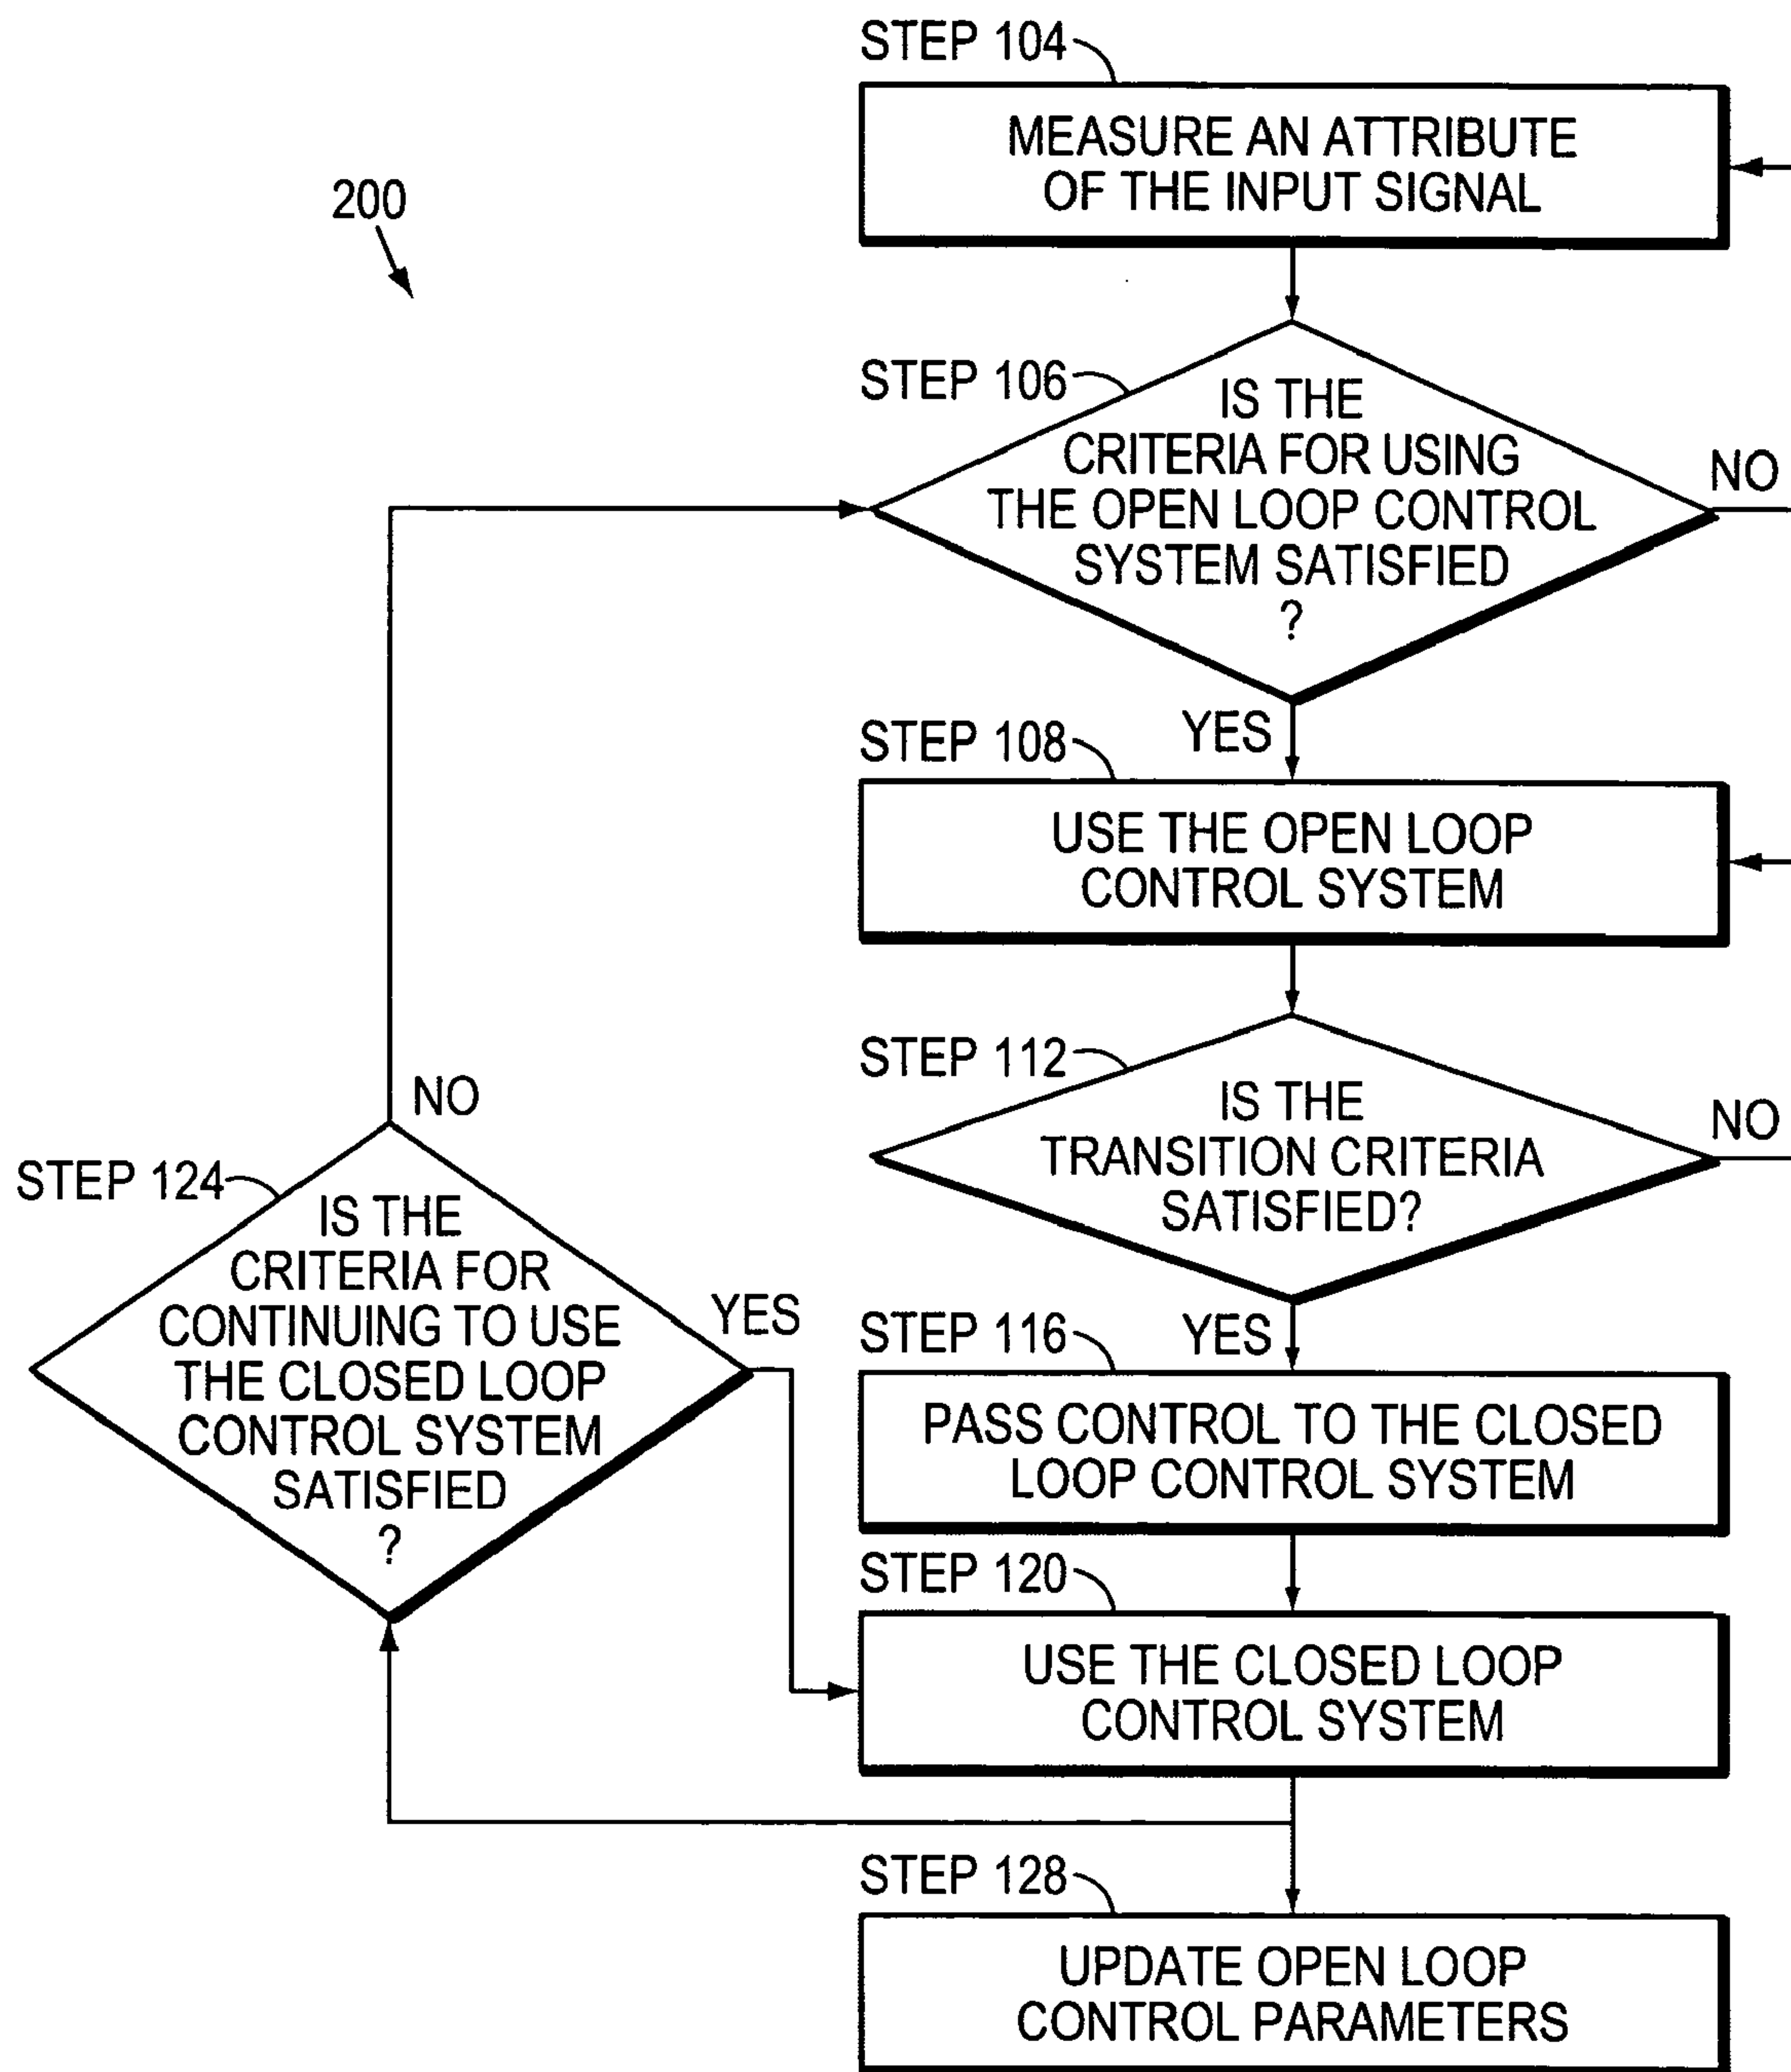 STEP 104
MEASURE AN ATTRIBUTE
OF THE INPUT SIGNAL
200
STEP 106
IS THE
CRITERIA FOR USING
THE OPEN LOOP CONTROL
SYSTEM SATISFIED
?
NO
YES
STEP 108
USE THE OPEN LOOP
CONTROL SYSTEM
STEP 112
IS THE
TRANSITION CRITERIA
SATISFIED?
NO
YES
STEP 116
PASS CONTROL TO THE CLOSED
LOOP CONTROL SYSTEM
STEP 120
USE THE CLOSED LOOP
CONTROL SYSTEM
NO
STEP 124
IS THE
CRITERIA FOR
CONTINUING TO USE
THE CLOSED LOOP
CONTROL SYSTEM
SATISFIED
?
YES
STEP 128
UPDATE OPEN LOOP
CONTROL PARAMETERS